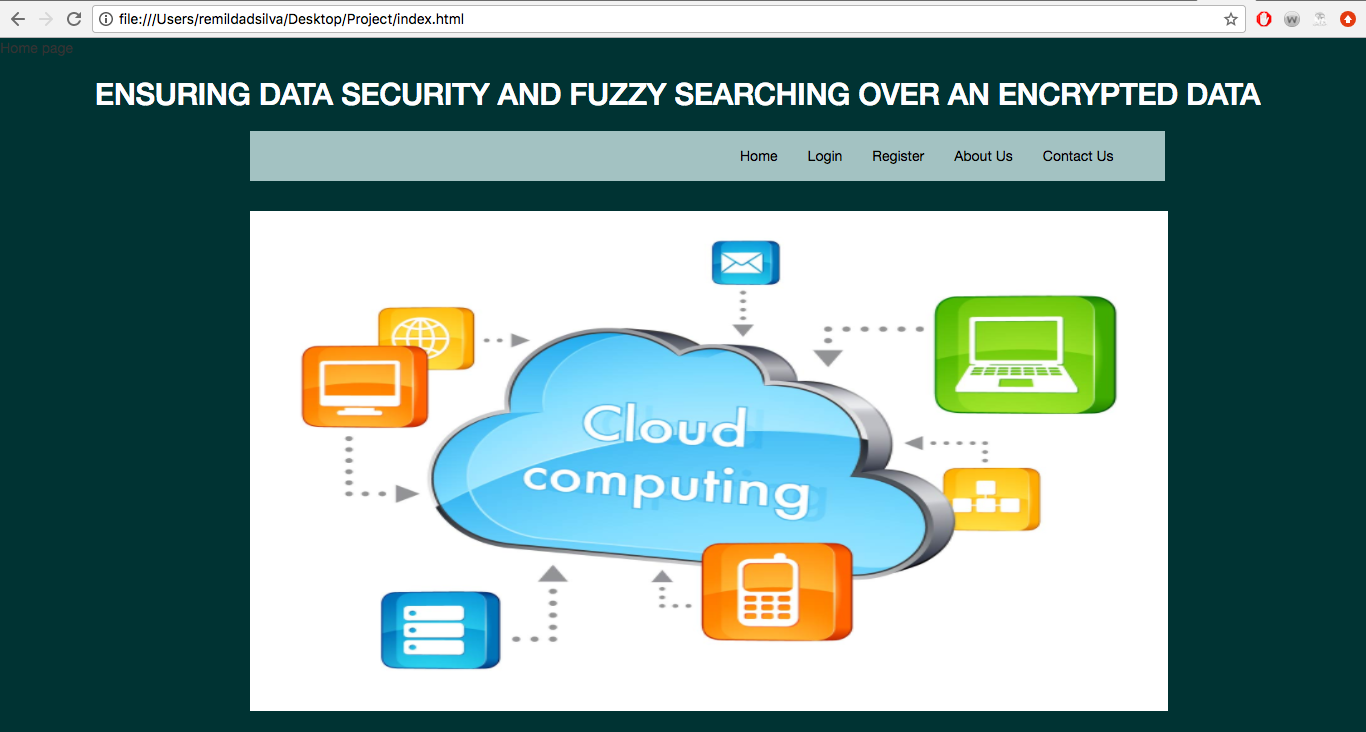 file:///Users/remildadsilva/Desktop/Project/index.html
Home page
ENSURING DATA SECURITY AND FUZZY SEARCHING OVER AN ENCRYPTED DATA
Home Login Register About Us Contact Us
Cloud
computing